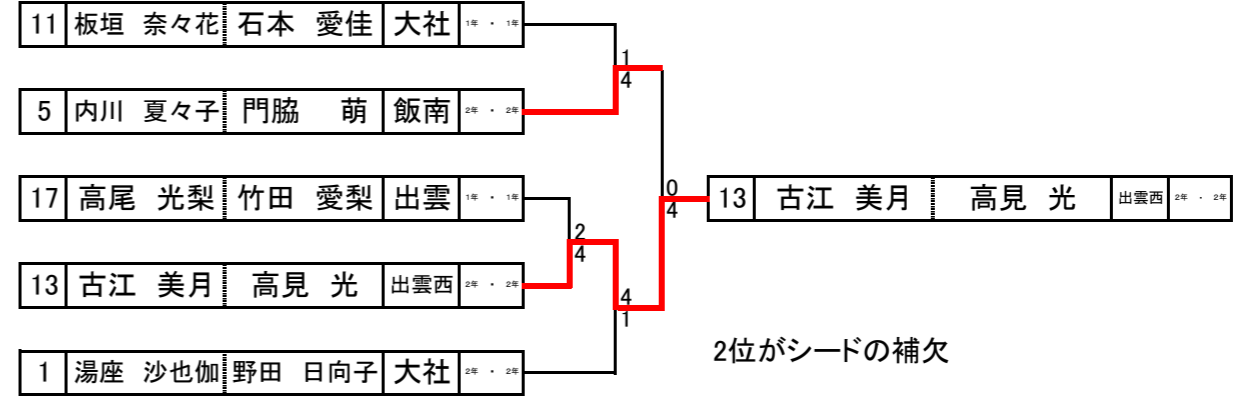 11 板垣 奈々花 石本 愛佳 大社 1年 ・ 1年
1
4
5 内川 夏々子 門脇 萌 飯南 2年 ・ 2年
17 高尾 光梨 竹田 愛梨 出雲 1年 ・ 1年
0
4
13 古江 美月 高見 光 出雲西 2年 ・ 2年
2
4
13 古江 美月 高見 光 出雲西 2年 ・ 2年
4
1
2位がシードの補欠
1 湯座 沙也伽 野田 日向子 大社 2年 ・ 2年